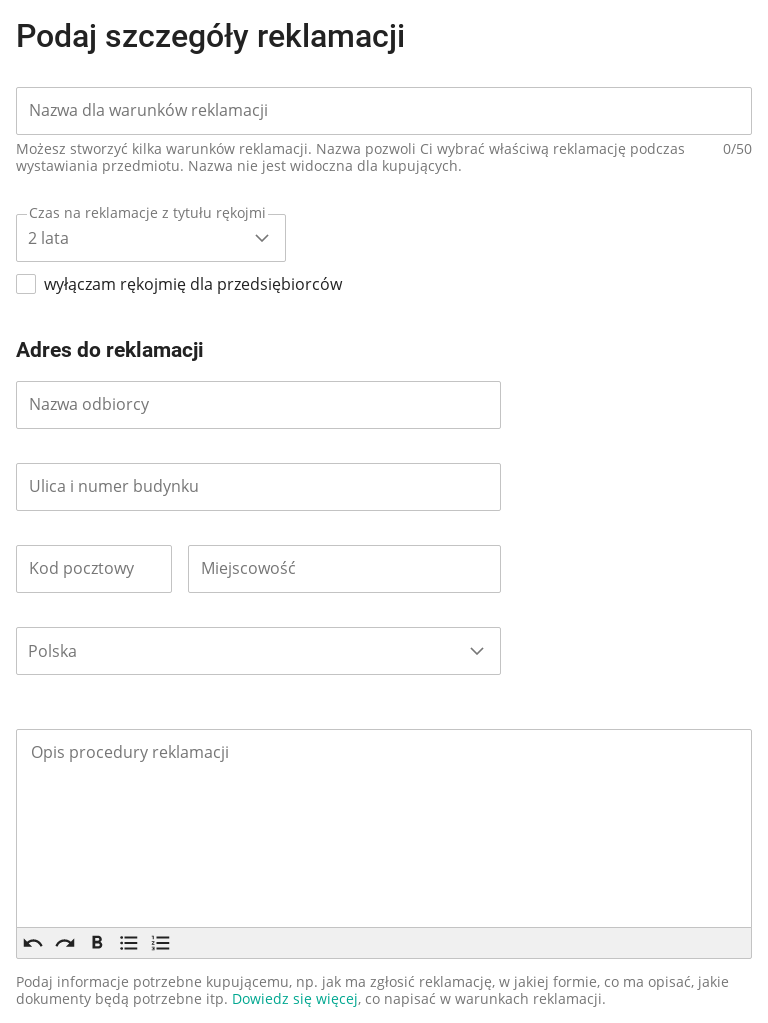 Podaj szczegóły reklamacji
Nazwa dla warunków reklamacji
Możesz stworzyć kilka warunków reklamacji. Nazwa pozwoli Ci wybrać właściwą reklamację podczas 0/50
wystawiania przedmiotu. Nazwa nie jest widoczna dla kupujących.
Czas na reklamacje z tytułu rękojmi
2 lata
wyłączam rękojmię dla przedsiębiorców
Adres do reklamacji
Nazwa odbiorcy
Ulica i numer budynku
Kod pocztowy Miejscowość
Polska
Opis procedury reklamacji
B
Podaj informacje potrzebne kupującemu, np. jak ma zgłosić reklamację, w jakiej formie, co ma opisać, jakie
dokumenty będą potrzebne itp. Dowiedz się więcej, co napisać w warunkach reklamacji.